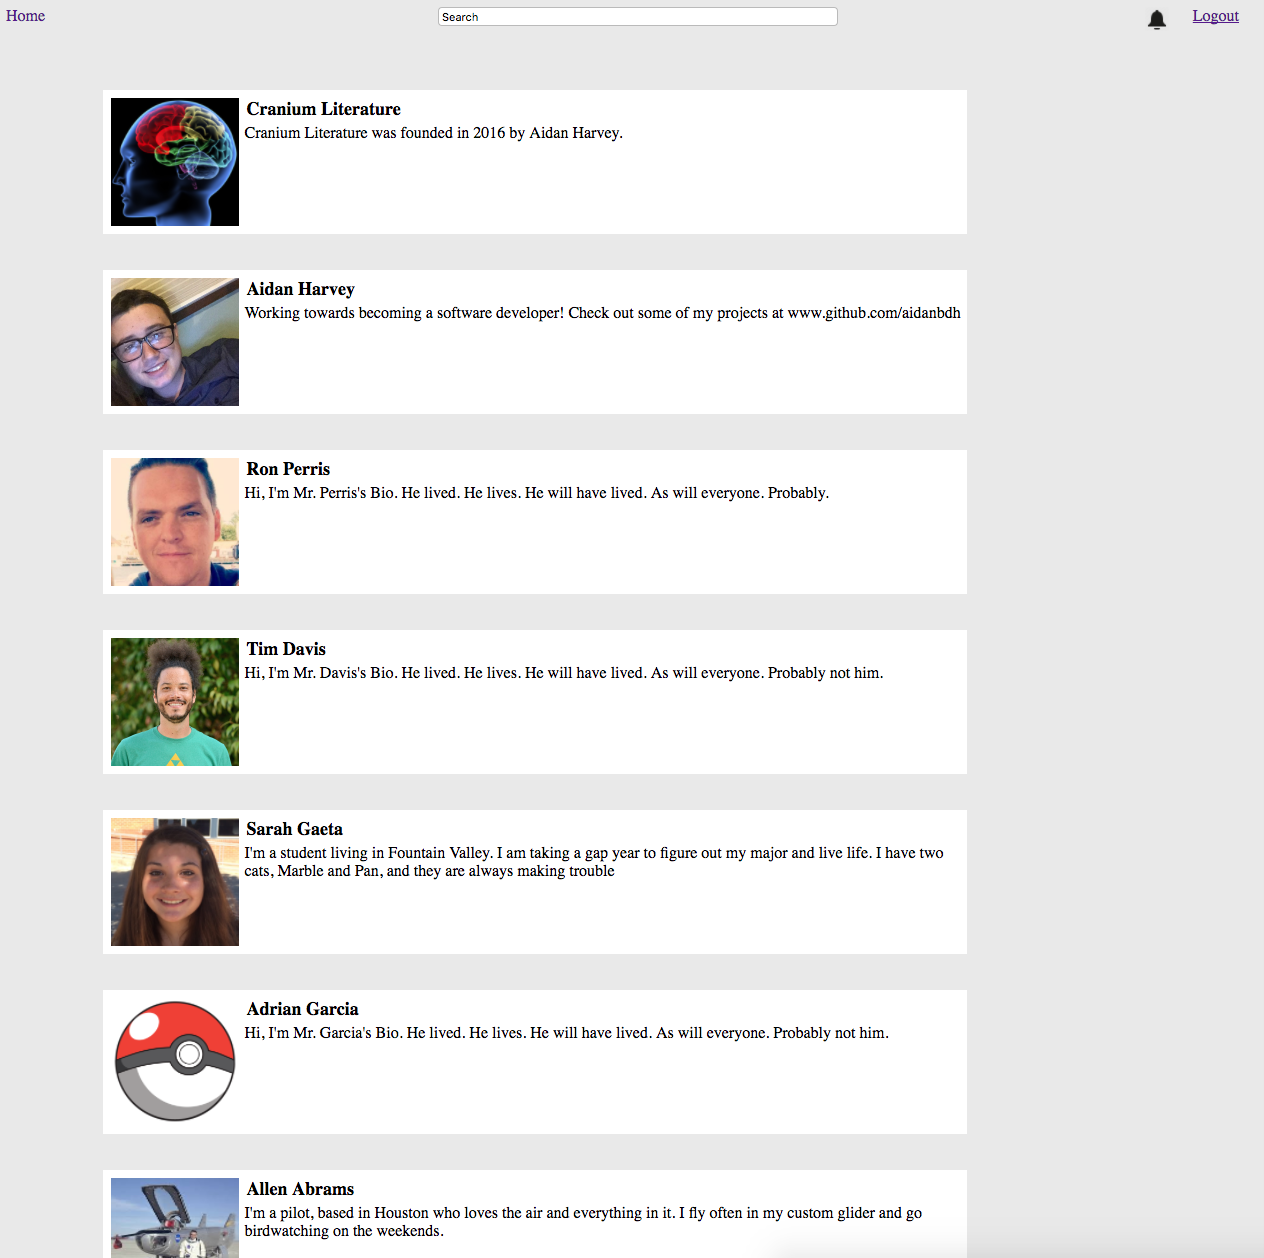 Home
Search
Logout
Cranium Literature
Cranium Literature was founded in 2016 by Aidan Harvey.
Aidan Harvey
Working towards becoming a software developer! Check out some of my projects at www.github.com/aidanbdh
Ron Perris
Hi, I'm Mr. Perris's Bio. He lived. He lives. He will have lived. As will everyone. Probably.
Tim Davis
Hi, I'm Mr. Davis's Bio. He lived. He lives. He will have lived. As will everyone. Probably not him.
Sarah Gaeta
I'm a student living in Fountain Valley. I am taking a gap year to figure out my major and live life. I have two
cats, Marble and Pan, and they are always making trouble
Adrian Garcia
Hi, I'm Mr. Garcia's Bio. He lived. He lives. He will have lived. As will everyone. Probably not him.
Allen Abrams
I'm a pilot, based in Houston who loves the air and everything in it. I fly often in my custom glider and go
birdwatching on the weekends.